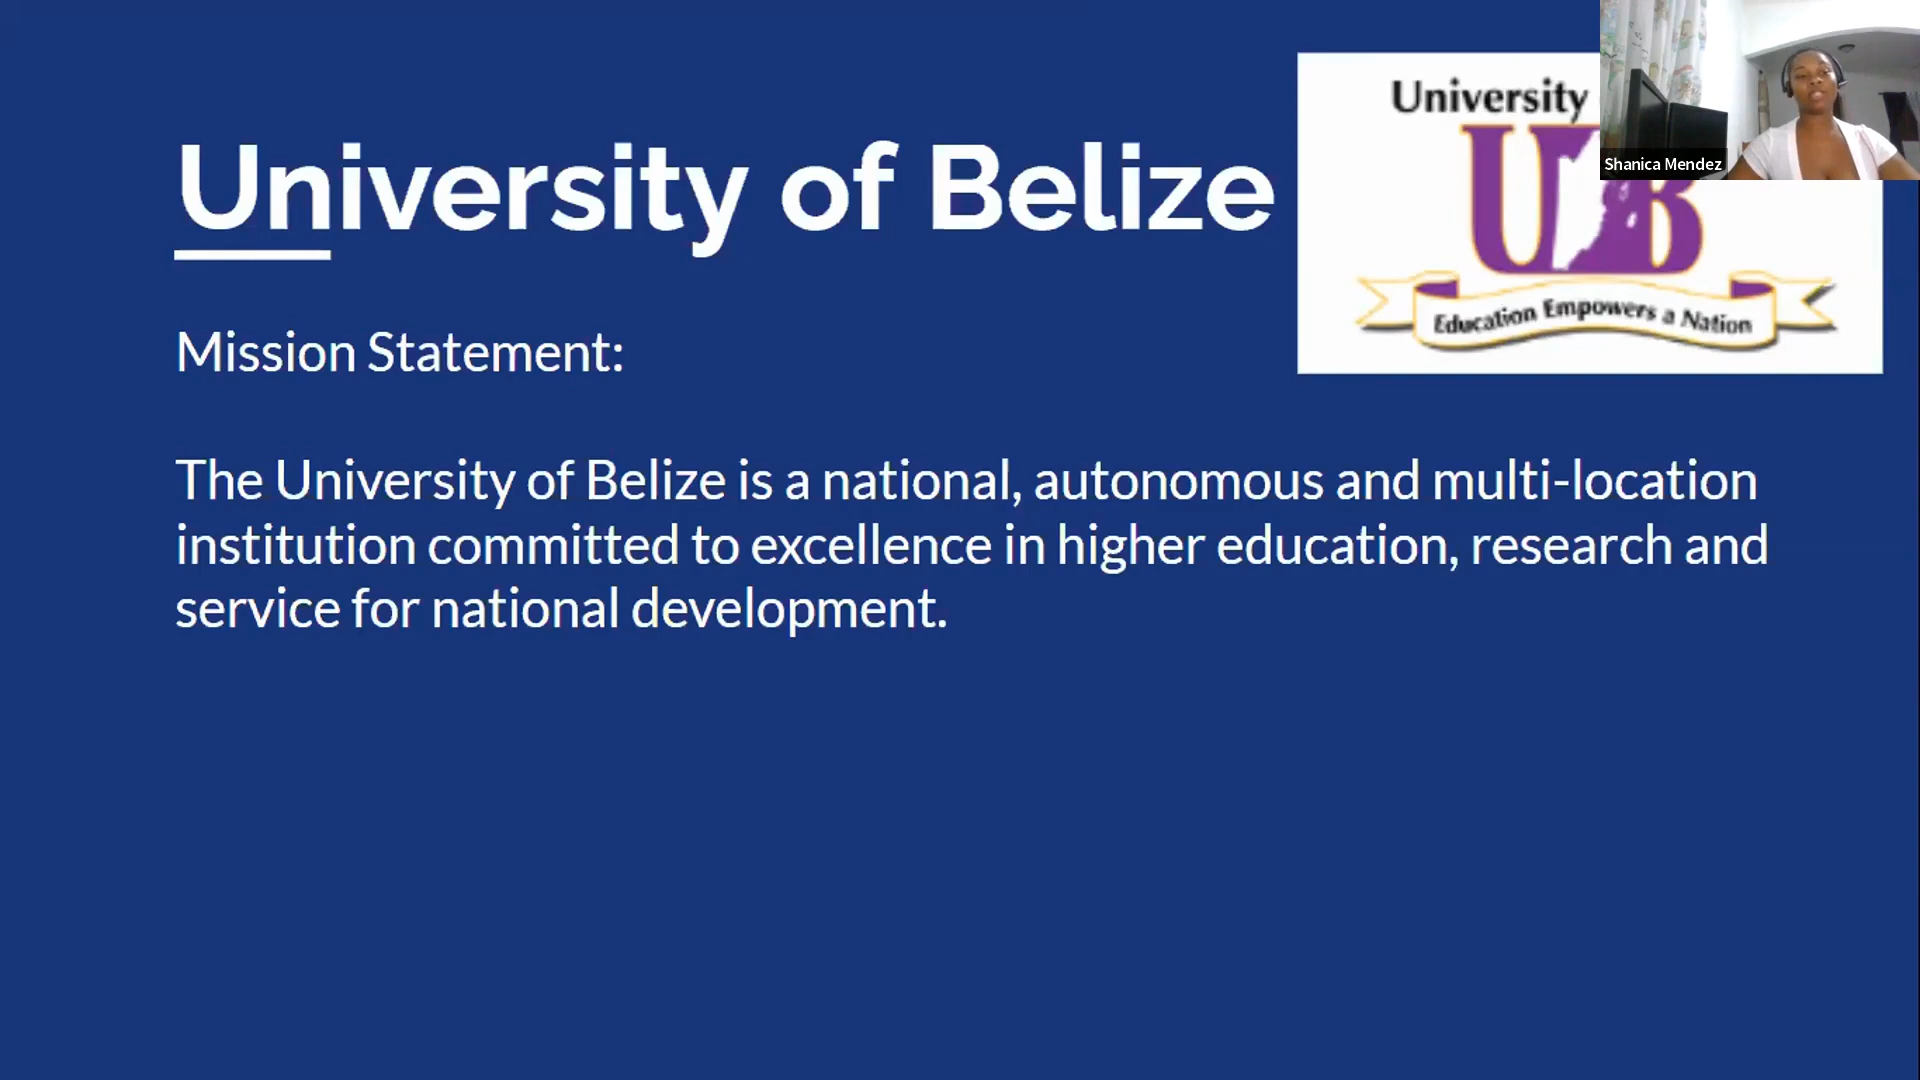 University of Belize
University
UB
Shanica Mendez
Education Empowers a Nation
Mission Statement:
The University of Belize is a national, autonomous and multi-location
institution committed to excellence in higher education, research and
service for national development.